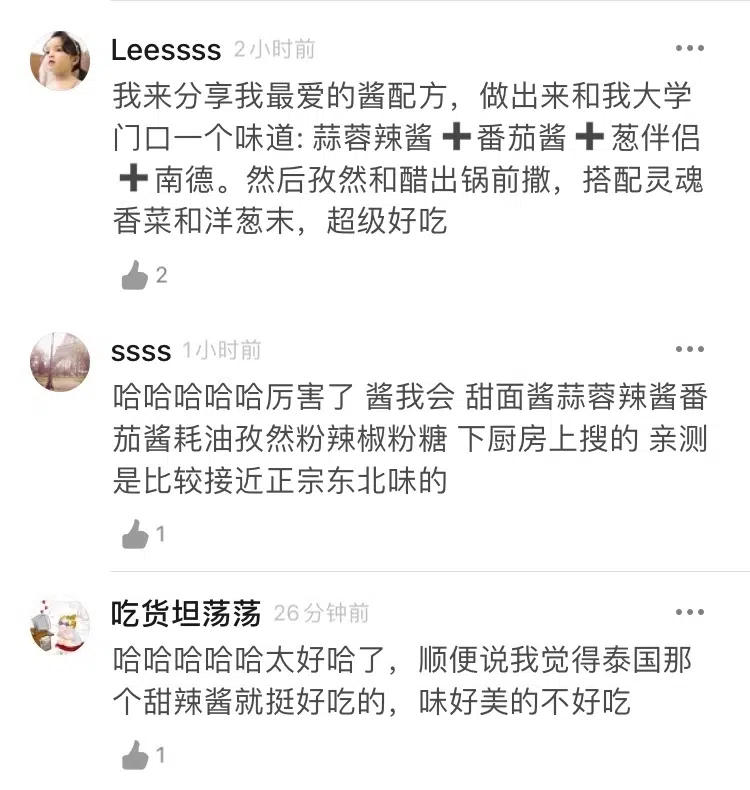 Leessss 2小时前
我来分享我最爱的酱配方，做出来和我大学
门口一个味道: 蒜蓉辣酱➕番茄酱➕葱伴侣
➕南德。然后孜然和醋出锅前撒，搭配灵魂
香菜和洋葱末，超级好吃
2
ssss 1小时前
哈哈哈哈哈厉害了 酱我会 甜面酱蒜蓉辣酱番
茄酱耗油孜然粉辣椒粉糖 下厨房上搜的 亲测
是比较接近正宗东北味的
1
吃货坦荡荡 26分钟前
哈哈哈哈哈太好哈了，顺便说我觉得泰国那
个甜辣酱就挺好吃的，味好美的不好吃
1